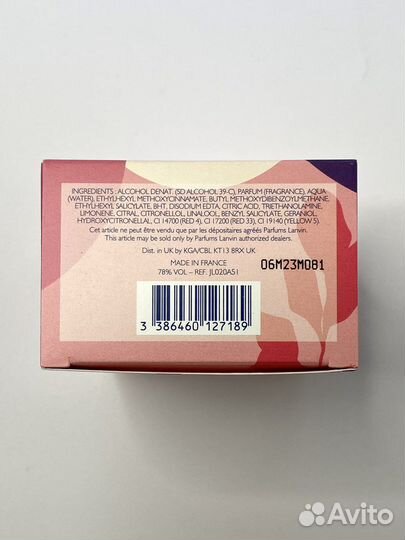 INGREDIENTS : ALCOHOL DENAT. (SD ALCOHOL 39-C), PARFUM (FRAGRANCE), AQUA
(WATER), ETHYLHEXYL METHOXYCINNAMATE, BUTYL METHOXYDIBENZOYLMETHANE,
ETHYLHEXYL SALICYLATE, BHT, DISODIUM EDTA, CITRIC ACID, TRIETHANOLAMINE,
LIMONENE, CITRAL, CITRONELLOL, LINALOOL, BENZYL SALICYLATE, GERANIOL,
HYDROXYCITRONELLAL, CI 14700 (RED 4), CI 17200 (RED 33), CI 19140 (YELLOW 5).
Cet article ne peut être vendu que par les dépositaires agréés Parfums Lanvin.
This article may be sold only by Parfums Lanvin authorized dealers.
Dist. in UK by KGA/CBL KT13 8RX UK
MADE IN FRANCE
78% VOL – REF. JL020A51
06M23M081
3 386460 127189
Avito